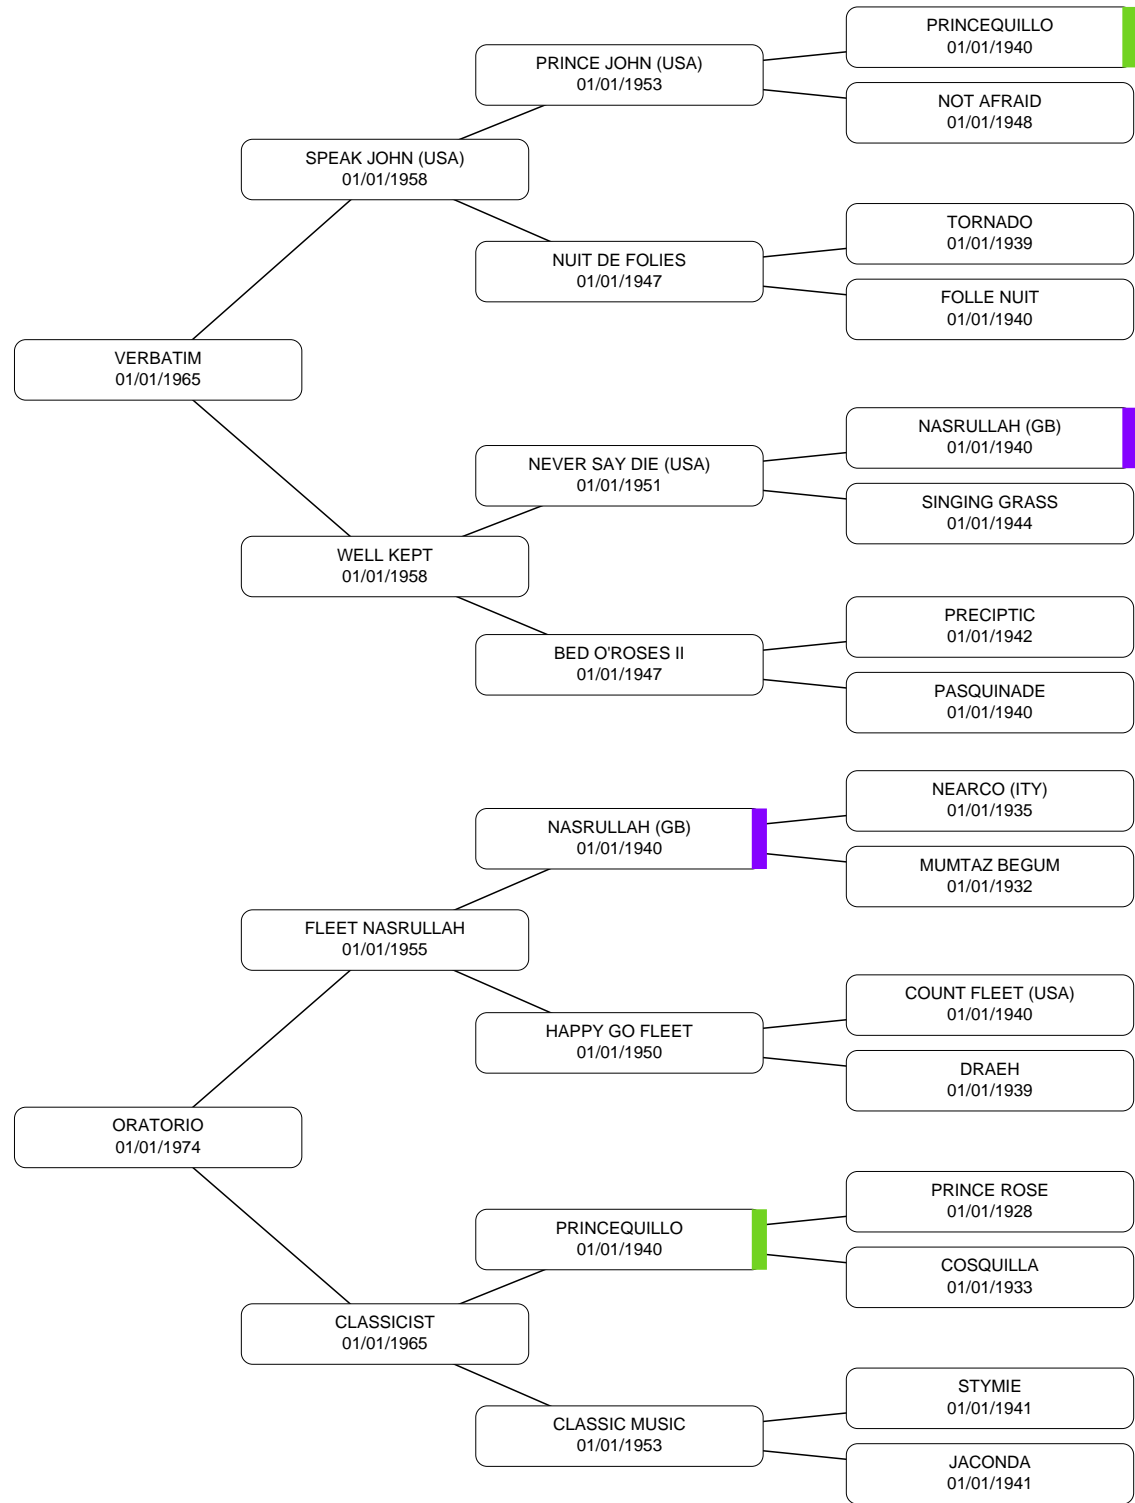 PRINCEQUILLO
01/01/1940
PRINCE JOHN (USA)
01/01/1953
NOT AFRAID
01/01/1948
SPEAK JOHN (USA)
01/01/1958
TORNADO
01/01/1939
NUIT DE FOLIES
01/01/1947
FOLLE NUIT
01/01/1940
VERBATIM
01/01/1965
NASRULLAH (GB)
01/01/1940
NEVER SAY DIE (USA)
01/01/1951
SINGING GRASS
01/01/1944
WELL KEPT
01/01/1958
PRECIPTIC
01/01/1942
BED O'ROSES II
01/01/1947
PASQUINADE
01/01/1940
NEARCO (ITY)
01/01/1935
NASRULLAH (GB)
01/01/1940
MUMTAZ BEGUM
01/01/1932
FLEET NASRULLAH
01/01/1955
COUNT FLEET (USA)
01/01/1940
HAPPY GO FLEET
01/01/1950
DRAEH
01/01/1939
ORATORIO
01/01/1974
PRINCE ROSE
01/01/1928
PRINCEQUILLO
01/01/1940
COSQUILLA
01/01/1933
CLASSICIST
01/01/1965
STYMIE
01/01/1941
CLASSIC MUSIC
01/01/1953
JACONDA
01/01/1941